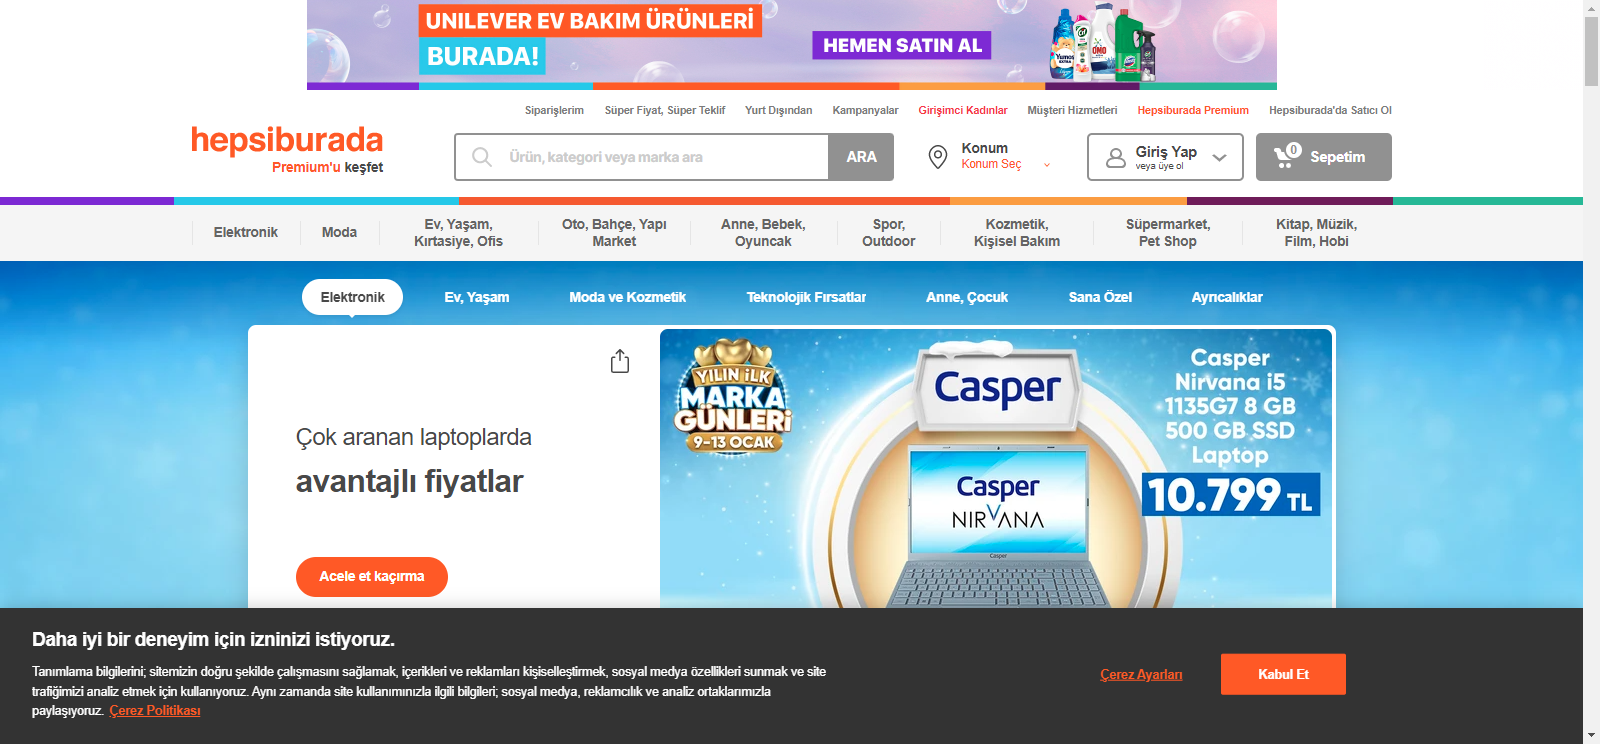 UNILEVER EV BAKIM ÜRÜNLERİ
BURADA!
HEMEN SATIN AL
Siparişlerim Süper Fiyat, Süper Teklif Yurt Dışından Kampanyalar Girişimci Kadınlar Müşteri Hizmetleri Hepsiburada Premium Hepsiburada'da Satıcı Ol
hepsiburada
Premium'u keşfet
Ürün, kategori veya marka ara
ARA
Konum
Konum Seç
Giriş Yap
veya üye ol
0
Sepetim
Elektronik
Moda
Ev, Yaşam,
Kırtasiye, Ofis
Oto, Bahçe, Yapı
Market
Anne, Bebek,
Oyuncak
Spor,
Outdoor
Kozmetik,
Kişisel Bakım
Süpermarket,
Pet Shop
Kitap, Müzik,
Film, Hobi
Elektronik Ev, Yaşam Moda ve Kozmetik Teknolojik Fırsatlar Anne, Çocuk Sana Özel Ayrıcalıklar
Çok aranan laptoplarda
avantajlı fiyatlar
Acele et kaçırma
YILIN İLK
MARKA
GÜNLERİ
9-13 OCAK
Casper
Casper
NIRVANA
Casper
Casper
Nirvana i5
1135G7 8 GB
500 GB SSD
Laptop
10.799 TL
Daha iyi bir deneyim için izninizi istiyoruz.
Tanımlama bilgilerini; sitemizin doğru şekilde çalışmasını sağlamak, içerikleri ve reklamları kişiselleştirmek, sosyal medya özellikleri sunmak ve site
trafiğimizi analiz etmek için kullanıyoruz. Aynı zamanda site kullanımınızla ilgili bilgileri; sosyal medya, reklamcılık ve analiz ortaklarımızla
paylaşıyoruz. Çerez Politikası
Çerez Ayarları
Kabul Et